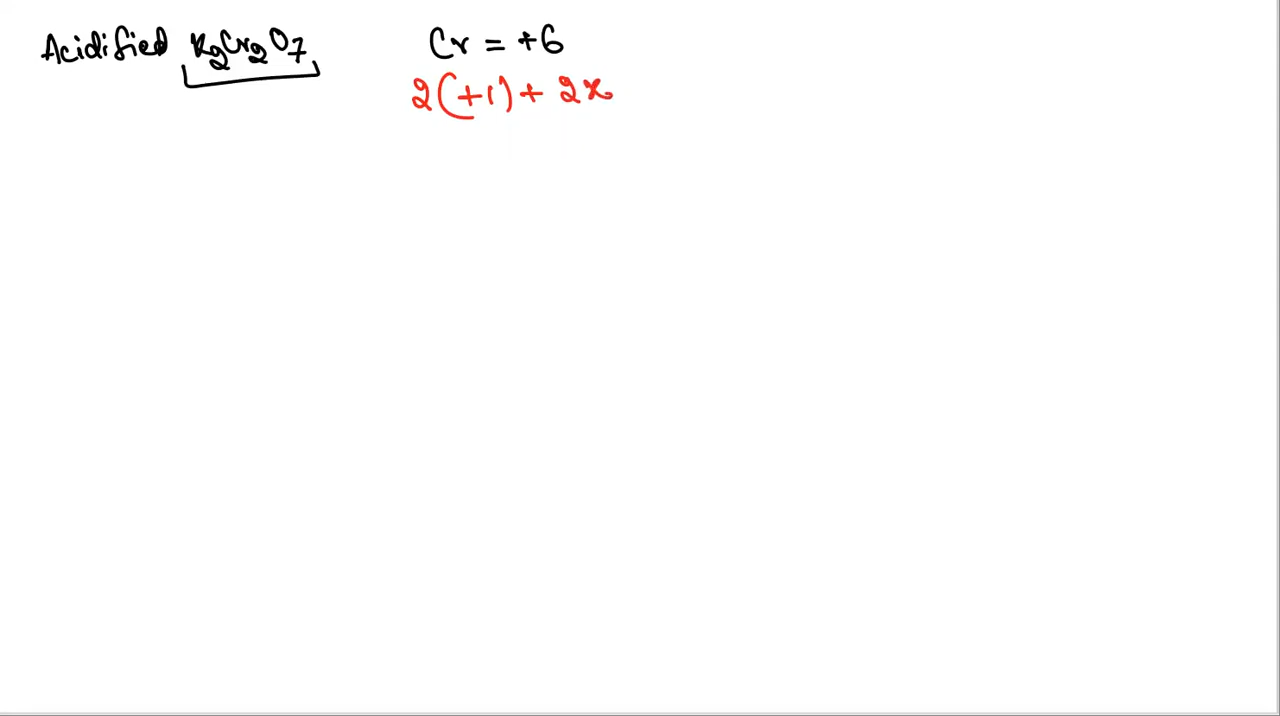 Acidified K₂Cr₂O₇ Cr = +6
2(+1) + 2x